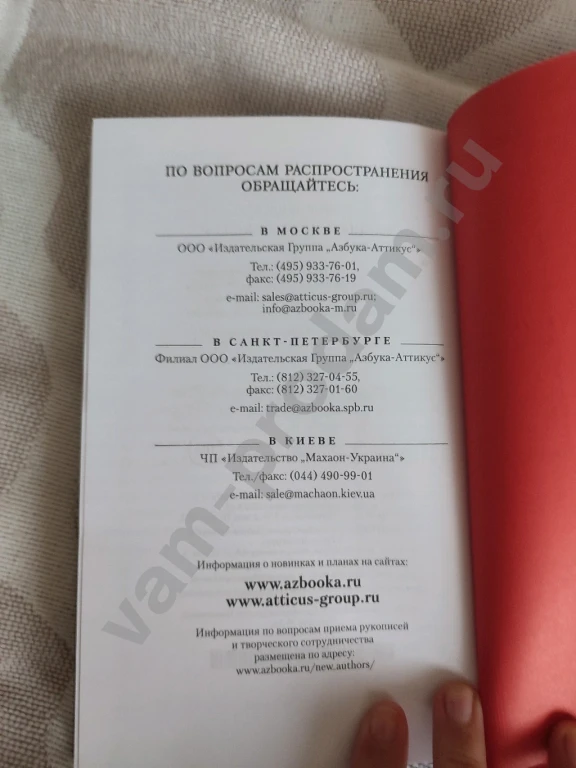 ПО ВОПРОСАМ РАСПРОСТРАНЕНИЯ
ОБРАЩАЙТЕСЬ:
В МОСКВЕ
ООО «Издательская Группа „Азбука-Аттикус“»
Тел.: (495) 933-76-01,
факс: (495) 933-76-19
e-mail: sales@atticus-group.ru;
info@azbooka-m.ru
В САНКТ-ПЕТЕРБУРГЕ
Филиал ООО «Издательская Группа „Азбука-Аттикус“»
Тел.: (812) 327-04-55,
факс: (812) 327-01-60
e-mail: trade@azbooka.spb.ru
В КИЕВЕ
ЧП «Издательство „Махаон-Украина“»
Тел./факс: (044) 490-99-01
e-mail: sale@machaon.kiev.ua
Информация о новинках и планах на сайтах:
www.azbooka.ru
www.atticus-group.ru
Информация по вопросам приема рукописей
и творческого сотрудничества
размещена по адресу:
www.azbooka.ru/new_authors/
vam-prodam.ru